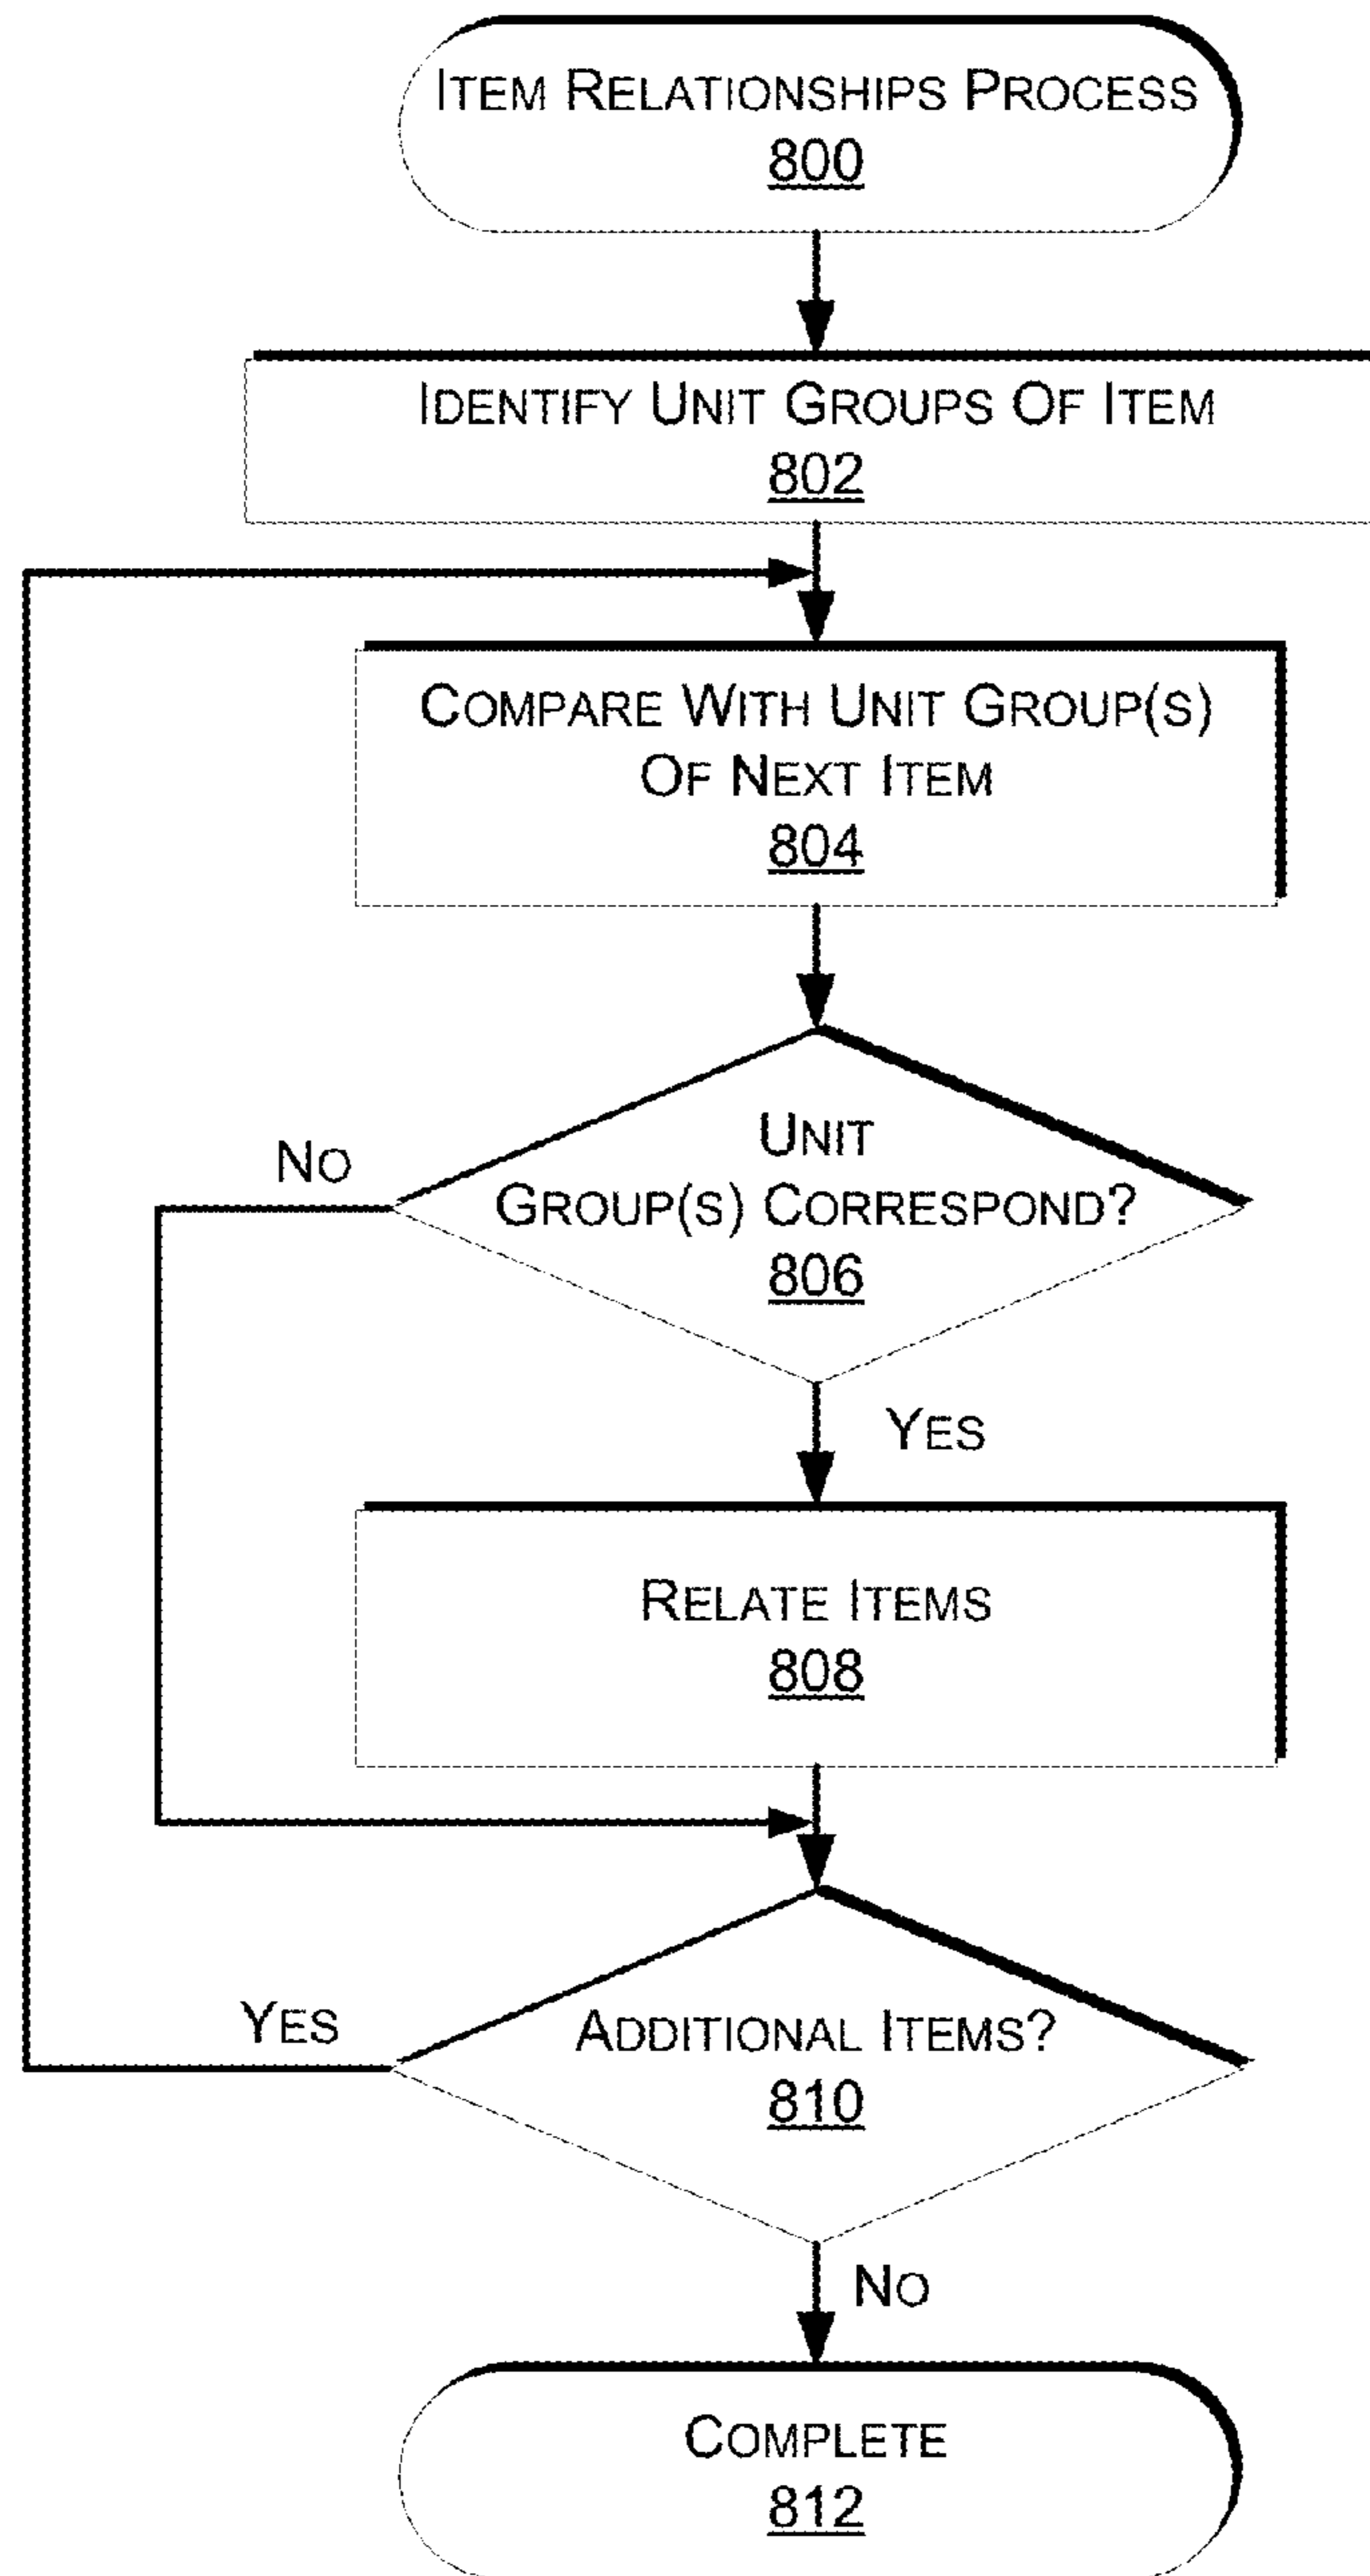 ITEM RELATIONSHIPS PROCESS
800
IDENTIFY UNIT GROUPS OF ITEM
802
COMPARE WITH UNIT GROUP(S)
OF NEXT ITEM
804
UNIT
GROUP(S) CORRESPOND?
806
NO
YES
RELATE ITEMS
808
ADDITIONAL ITEMS?
810
YES
NO
COMPLETE
812